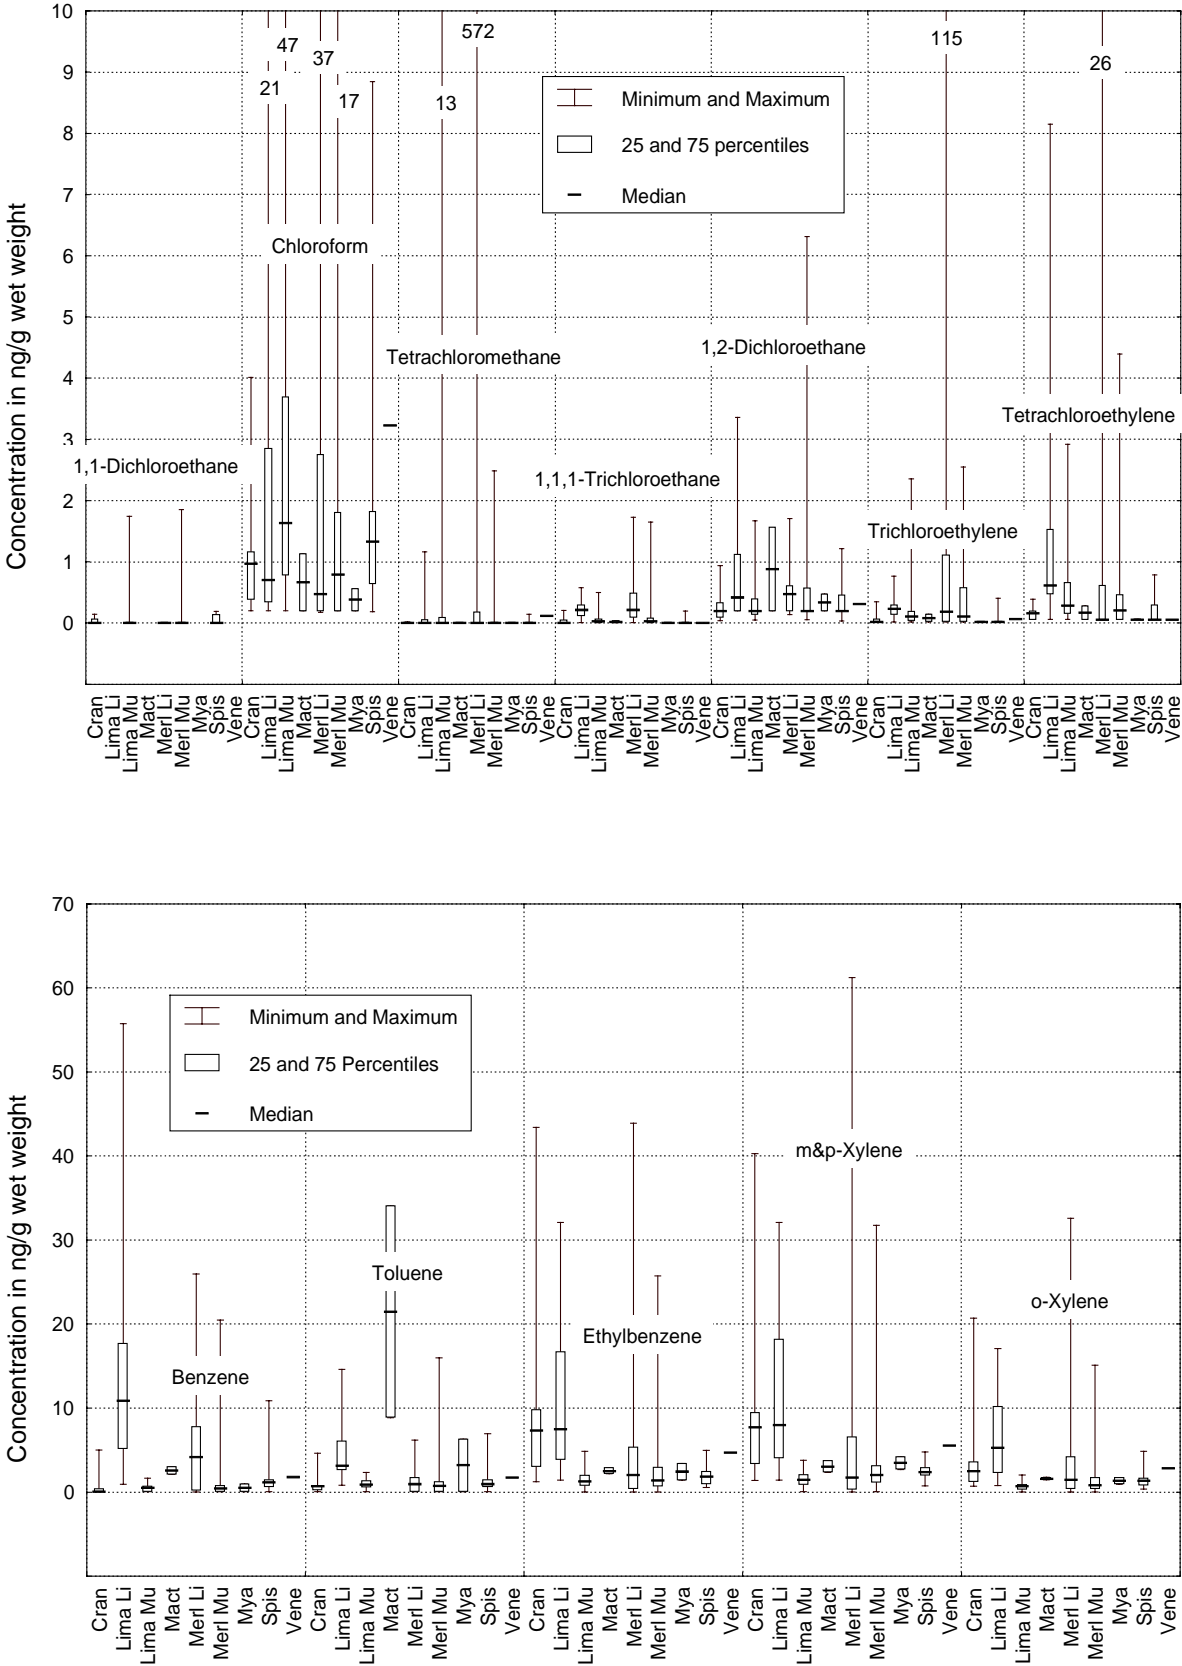 Concentration in ng/g wet weight
10
9
8
7
6
5
4
3
2
1
0
572
115
47
37
26
21
17
13
Minimum and Maximum
25 and 75 percentiles
Median
Chloroform
Tetrachloromethane
1,2-Dichloroethane
Tetrachloroethylene
1,1-Dichloroethane
1,1,1-Trichloroethane
Trichloroethylene
Cran Lima Li Lima Mu Mact Merl Li Merl Mu Mya Spis Vene Cran Lima Li Lima Mu Mact Merl Li Merl Mu Mya Spis Vene Cran Lima Li Lima Mu Mact Merl Li Merl Mu Mya Spis Vene Cran Lima Li Lima Mu Mact Merl Li Merl Mu Mya Spis Vene Cran Lima Li Lima Mu Mact Merl Li Merl Mu Mya Spis Vene Cran Lima Li Lima Mu Mact Merl Li Merl Mu Mya Spis Vene Cran Lima Li Lima Mu Mact Merl Li Merl Mu Mya Spis Vene
Concentration in ng/g wet weight
70
60
50
40
30
20
10
0
Minimum and Maximum
25 and 75 Percentiles
Median
m&p-Xylene
Toluene
o-Xylene
Ethylbenzene
Benzene
Cran Lima Li Lima Mu Mact Merl Li Merl Mu Mya Spis Vene Cran Lima Li Lima Mu Mact Merl Li Merl Mu Mya Spis Vene Cran Lima Li Lima Mu Mact Merl Li Merl Mu Mya Spis Vene Cran Lima Li Lima Mu Mact Merl Li Merl Mu Mya Spis Vene Cran Lima Li Lima Mu Mact Merl Li Merl Mu Mya Spis Vene